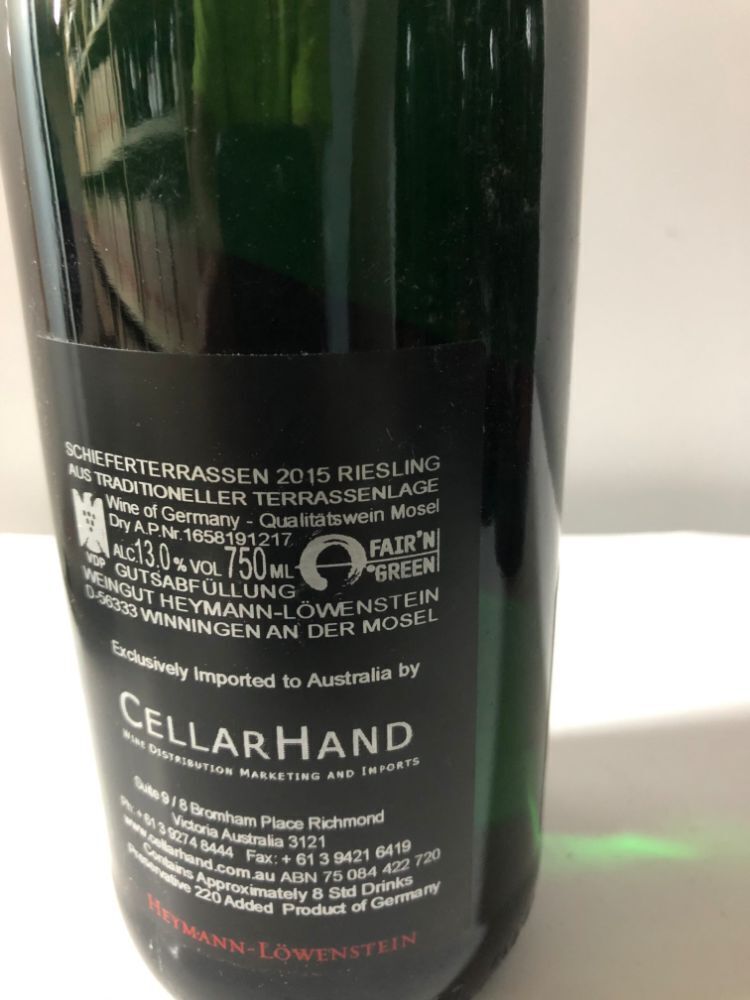 SCHIEFERTERRASSEN 2015 RIESLING
AUS TRADITIONELLER TERRASSENLAGE
Wine of Germany - Qualitätswein Mosel
Dry A.P.Nr.1658191217
VDP
ALC.13.0 % VOL 750 ML
FAIR'N
GREEN
GUTSABFÜLLUNG
WEINGUT HEYMANN-LÖWENSTEIN
D-56333 WINNINGEN AN DER MOSEL
Exclusively Imported to Australia by
CELLARHAND
WINE DISTRIBUTION MARKETING AND IMPORTS
Suite 9 / 8 Bromham Place Richmond
Victoria Australia 3121
Ph: + 61 3 9274 8444 Fax: + 61 3 9421 6419
www.cellarhand.com.au ABN 75 084 422 720
Contains Approximately 8 Std Drinks
Preservative 220 Added Product of Germany
HEYMANN-LÖWENSTEIN